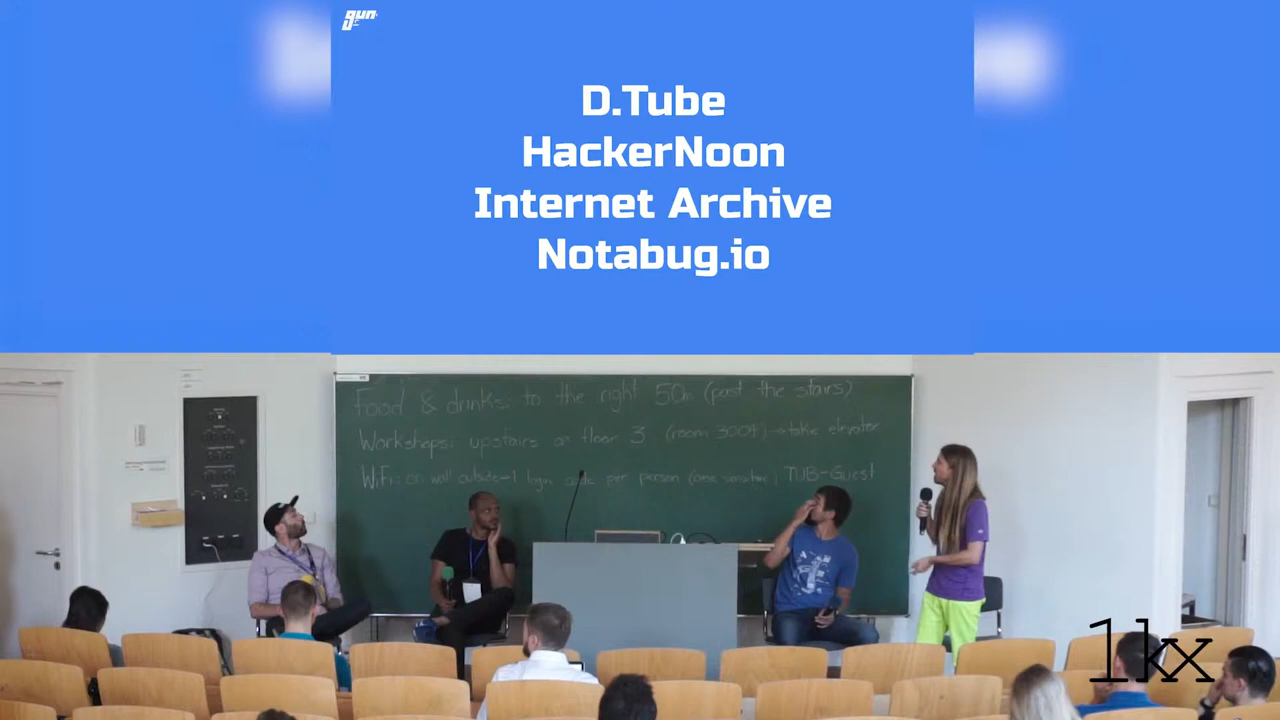 gun
D.Tube
HackerNoon
Internet Archive
Notabug.io
Food & drinks: to the right 50m (past the stairs)
Workshops: upstairs on floor 3 (room 3004) → take elevator
WiFi: on wall outside → 1 login code per person (case sensitive) TUB-Guest
1kx